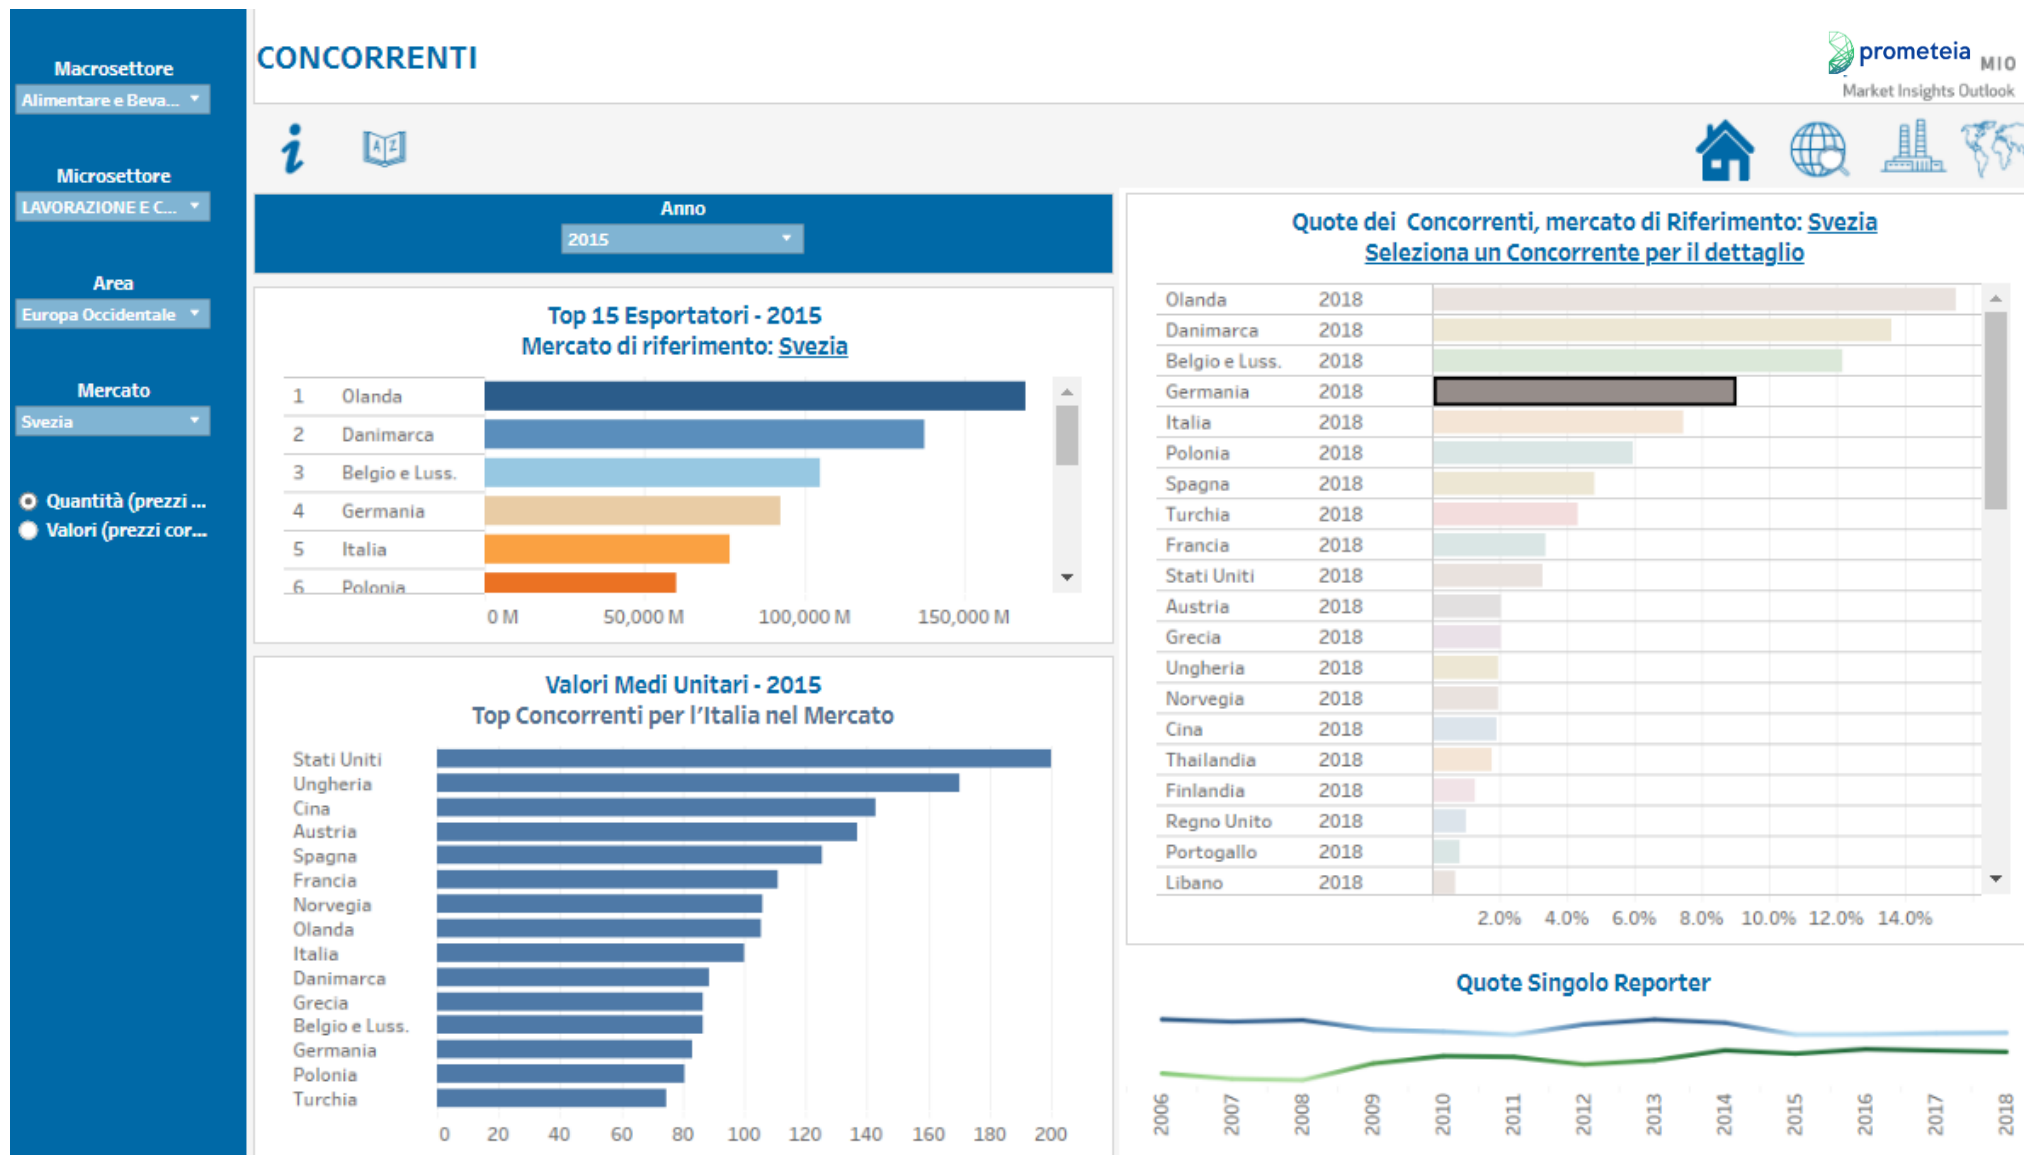 Macrosettore
Alimentare e Beva...
Microsettore
LAVORAZIONE E C...
Area
Europa Occidentale
Mercato
Svezia
Quantità (prezzi ...
Valori (prezzi cor...
CONCORRENTI
prometeia MIO
Market Insights Outlook
i
A Z
Anno
2015
Top 15 Esportatori - 2015
Mercato di riferimento: Svezia
1 Olanda
2 Danimarca
3 Belgio e Luss.
4 Germania
5 Italia
6 Polonia
0 M 50,000 M 100,000 M 150,000 M
Valori Medi Unitari - 2015
Top Concorrenti per l'Italia nel Mercato
Stati Uniti
Ungheria
Cina
Austria
Spagna
Francia
Norvegia
Olanda
Italia
Danimarca
Grecia
Belgio e Luss.
Germania
Polonia
Turchia
0 20 40 60 80 100 120 140 160 180 200
Quote dei Concorrenti, mercato di Riferimento: Svezia
Seleziona un Concorrente per il dettaglio
Olanda 2018
Danimarca 2018
Belgio e Luss. 2018
Germania 2018
Italia 2018
Polonia 2018
Spagna 2018
Turchia 2018
Francia 2018
Stati Uniti 2018
Austria 2018
Grecia 2018
Ungheria 2018
Norvegia 2018
Cina 2018
Thailandia 2018
Finlandia 2018
Regno Unito 2018
Portogallo 2018
Libano 2018
2.0% 4.0% 6.0% 8.0% 10.0% 12.0% 14.0%
Quote Singolo Reporter
2006 2007 2008 2009 2010 2011 2012 2013 2014 2015 2016 2017 2018